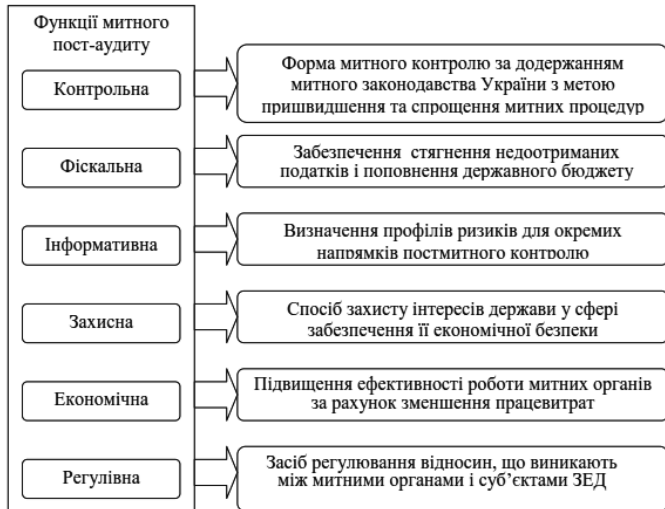 Функції митного
пост-аудиту
Контрольна
Форма митного контролю за додержанням
митного законодавства України з метою
пришвидшення та спрощення митних процедур
Фіскальна
Забезпечення стягнення недоотриманих
податків і поповнення державного бюджету
Інформативна
Визначення профілів ризиків для окремих
напрямків постмитного контролю
Захисна
Спосіб захисту інтересів держави у сфері
забезпечення її економічної безпеки
Економічна
Підвищення ефективності роботи митних органів
за рахунок зменшення працевитрат
Регулівна
Засіб регулювання відносин, що виникають
між митними органами і суб’єктами ЗЕД